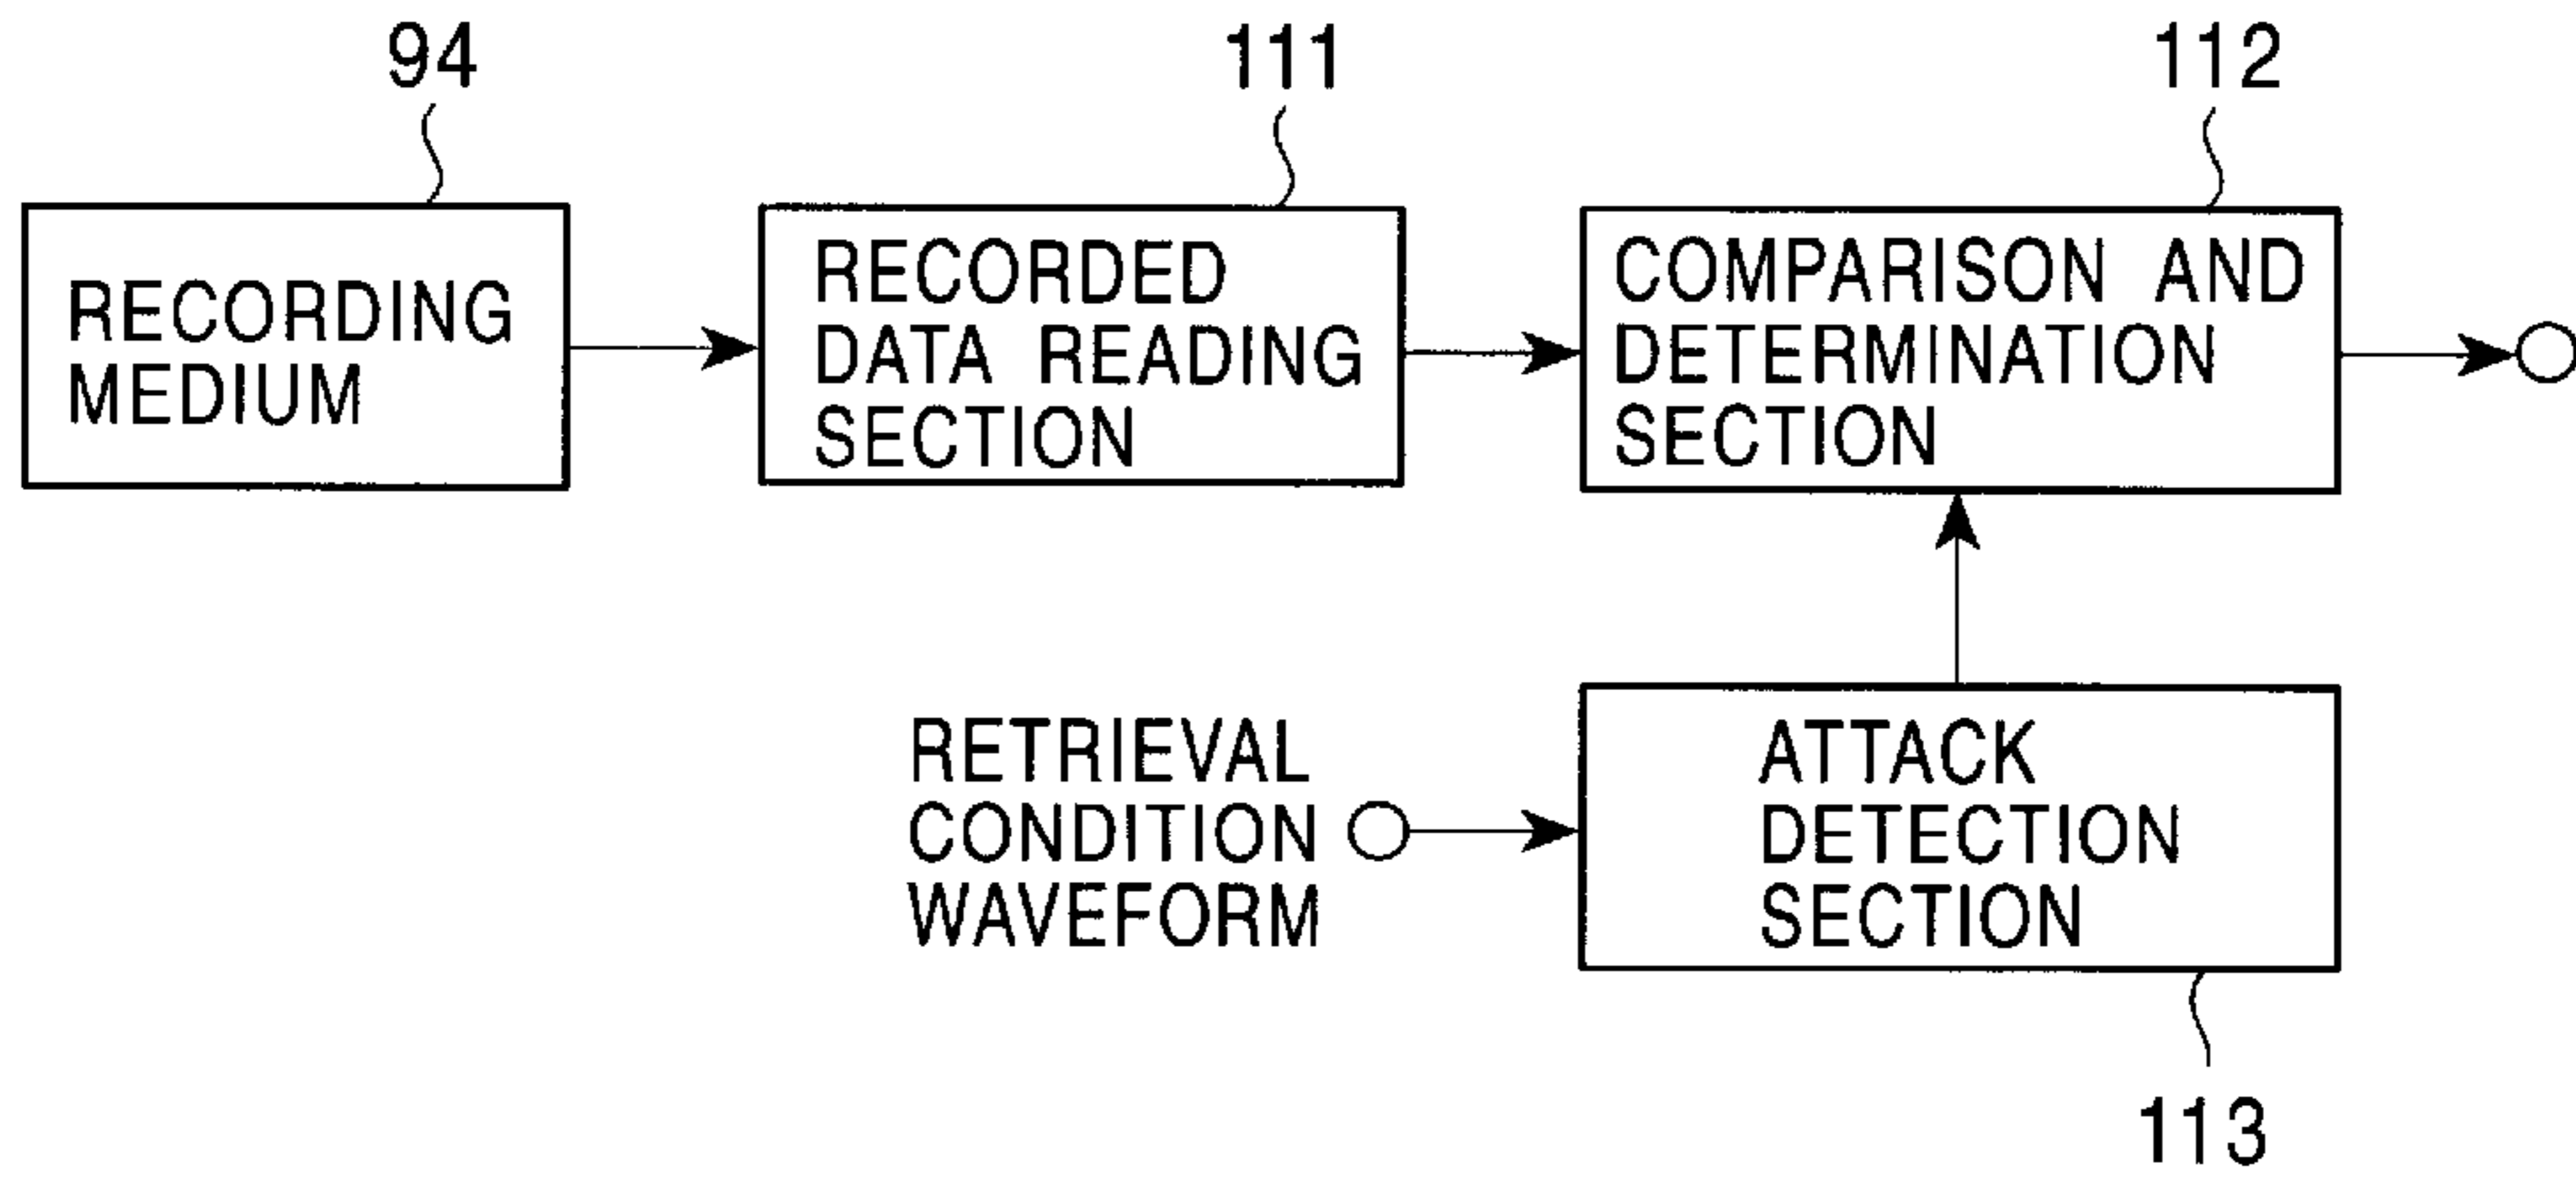 94
111
112
RECORDING
MEDIUM
RECORDED
DATA READING
SECTION
COMPARISON AND
DETERMINATION
SECTION
RETRIEVAL
CONDITION
WAVEFORM
ATTACK
DETECTION
SECTION
113